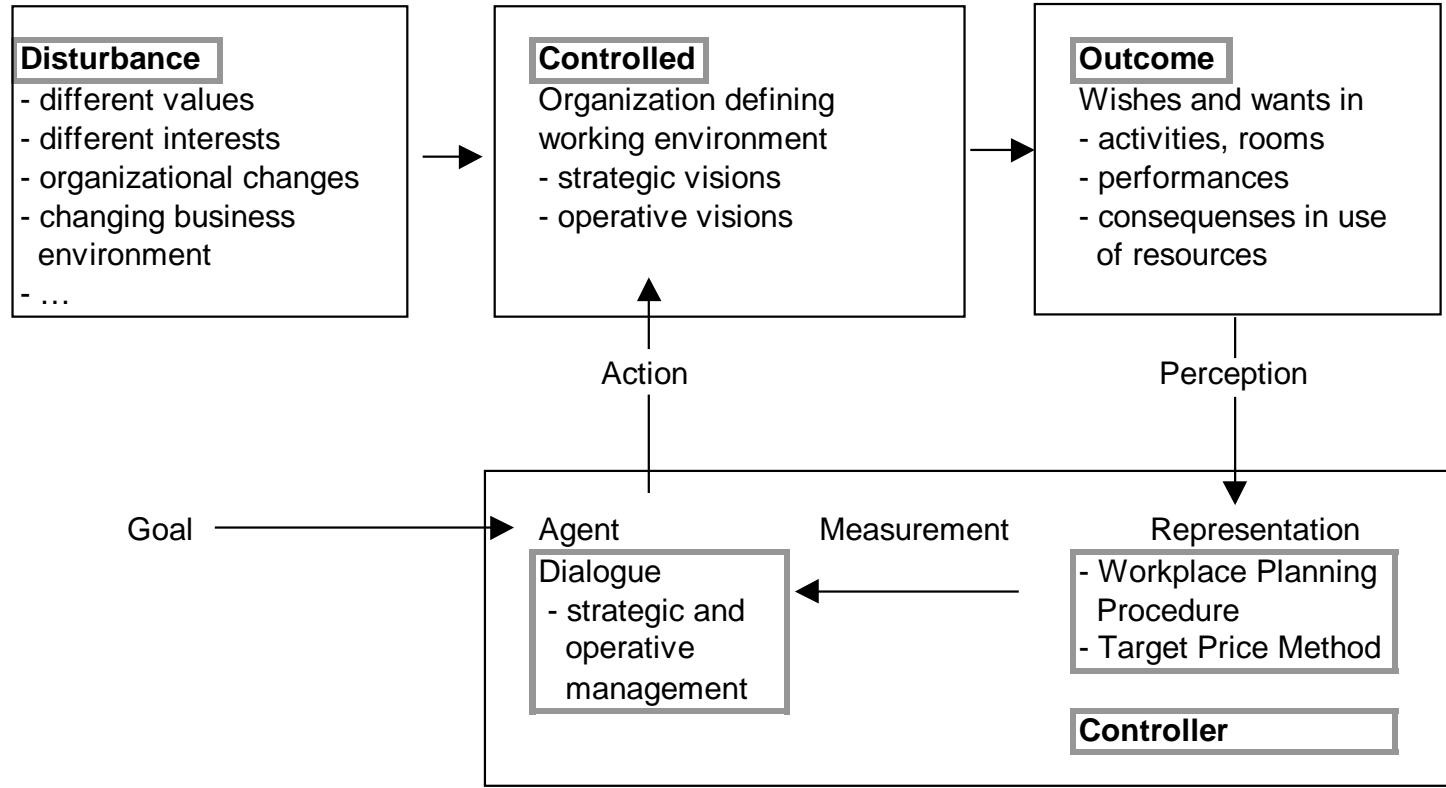 Disturbance
- different values
- different interests
- organizational changes
- changing business
environment
- …
Controlled
Organization defining
working environment
- strategic visions
- operative visions
Outcome
Wishes and wants in
- activities, rooms
- performances
- consequenses in use
of resources
Action
Perception
Goal
Agent
Dialogue
- strategic and
operative
management
Measurement
Representation
- Workplace Planning
Procedure
- Target Price Method
Controller